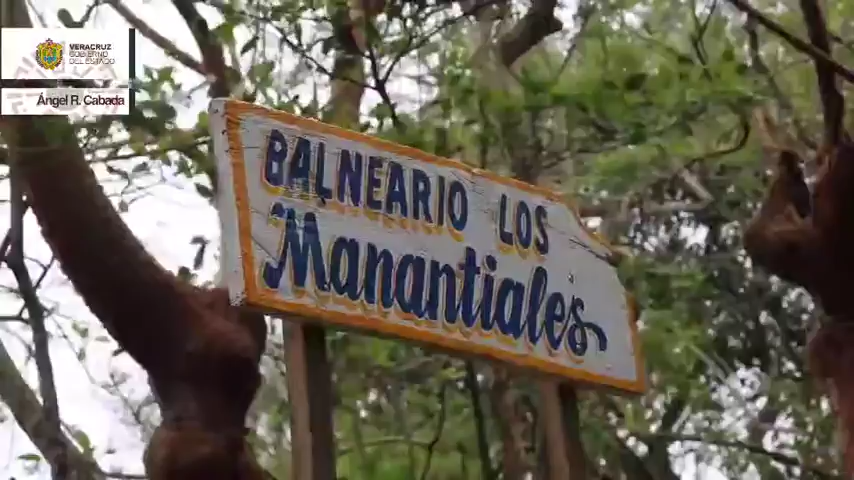 VERACRUZ
GOBIERNO
DEL ESTADO
Ángel R. Cabada
BALNEARIO LOS
Manantiales